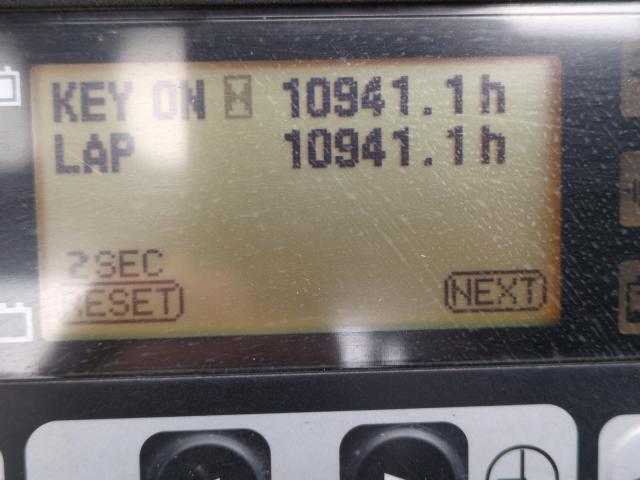 KEY ON 10941.1h
LAP 10941.1h
2SEC
RESET
NEXT